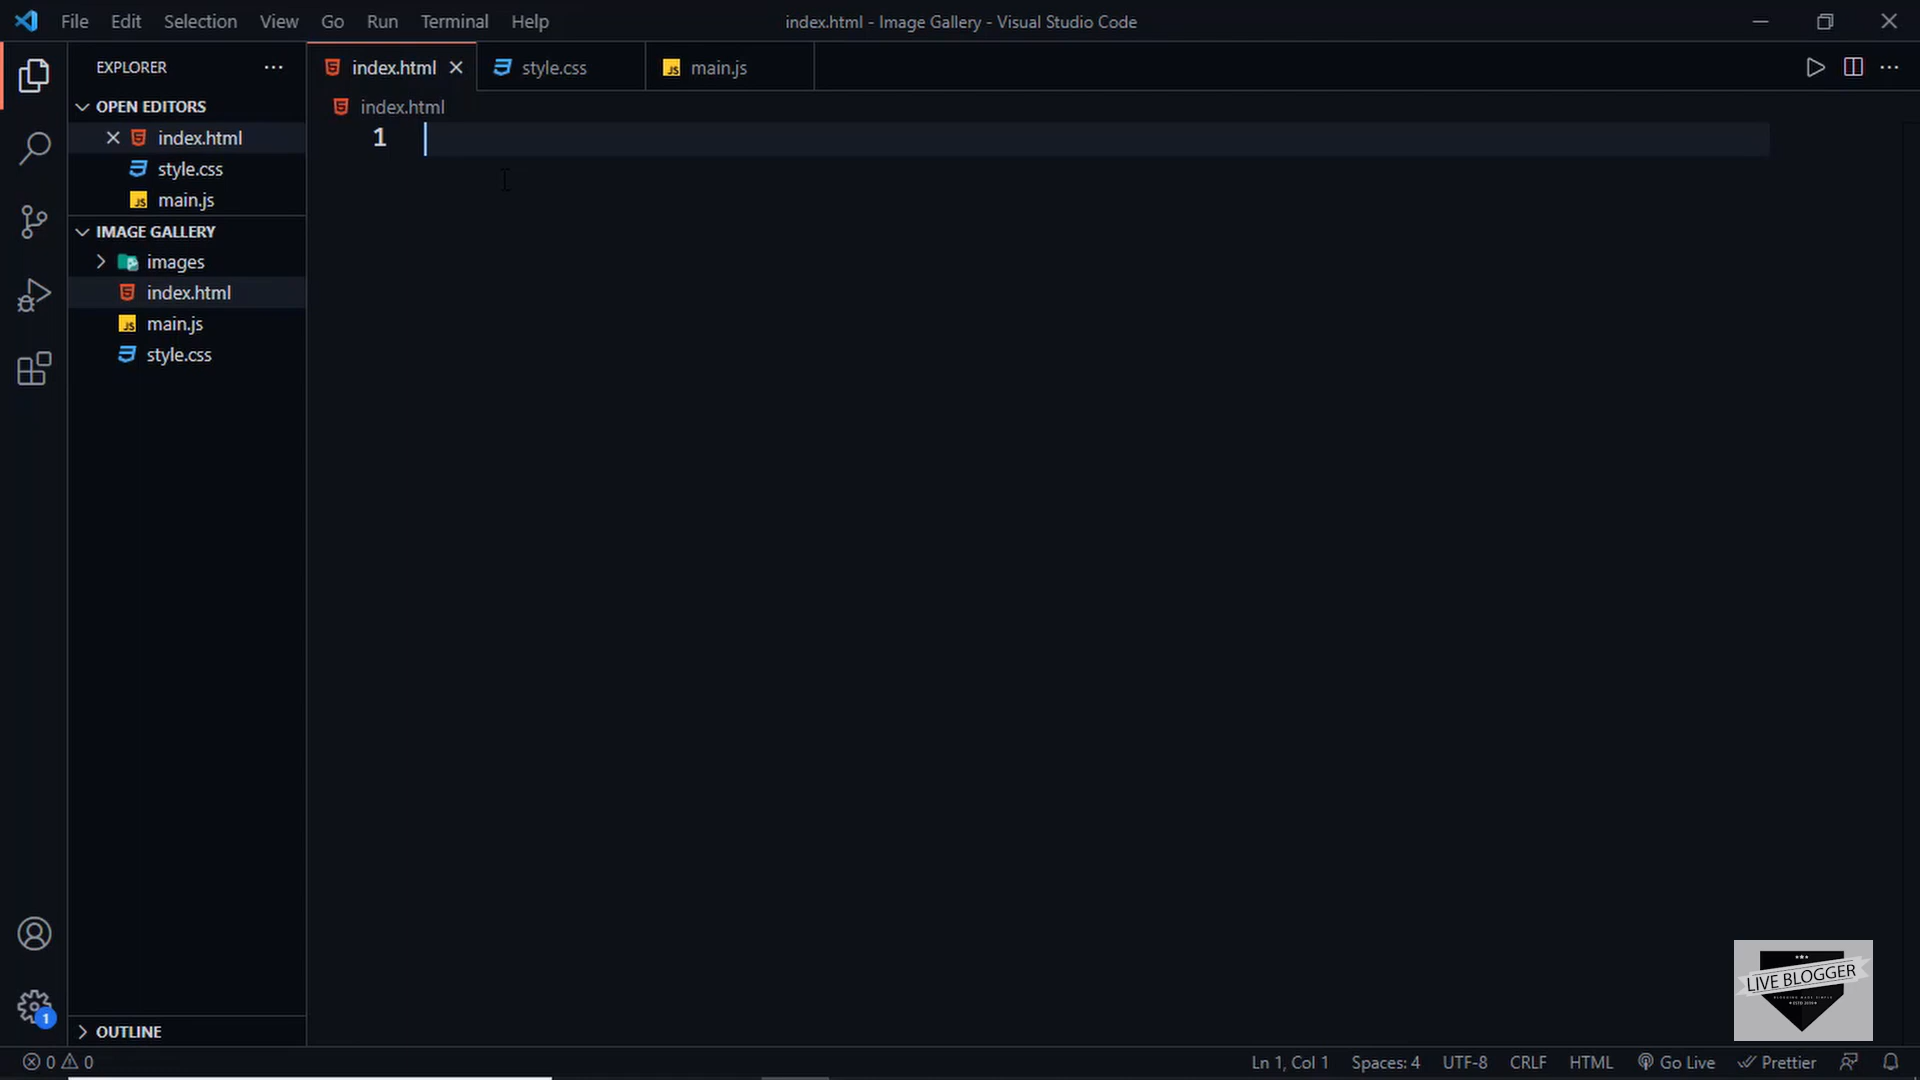 File Edit Selection View Go Run Terminal Help
index.html - Image Gallery - Visual Studio Code
EXPLORER
index.html
style.css
main.js
OPEN EDITORS
index.html
style.css
main.js
IMAGE GALLERY
images
index.html
main.js
style.css
index.html
1
LIVE BLOGGER
1
OUTLINE
0 0
Ln 1, Col 1 Spaces: 4 UTF-8 CRLF HTML Go Live Prettier